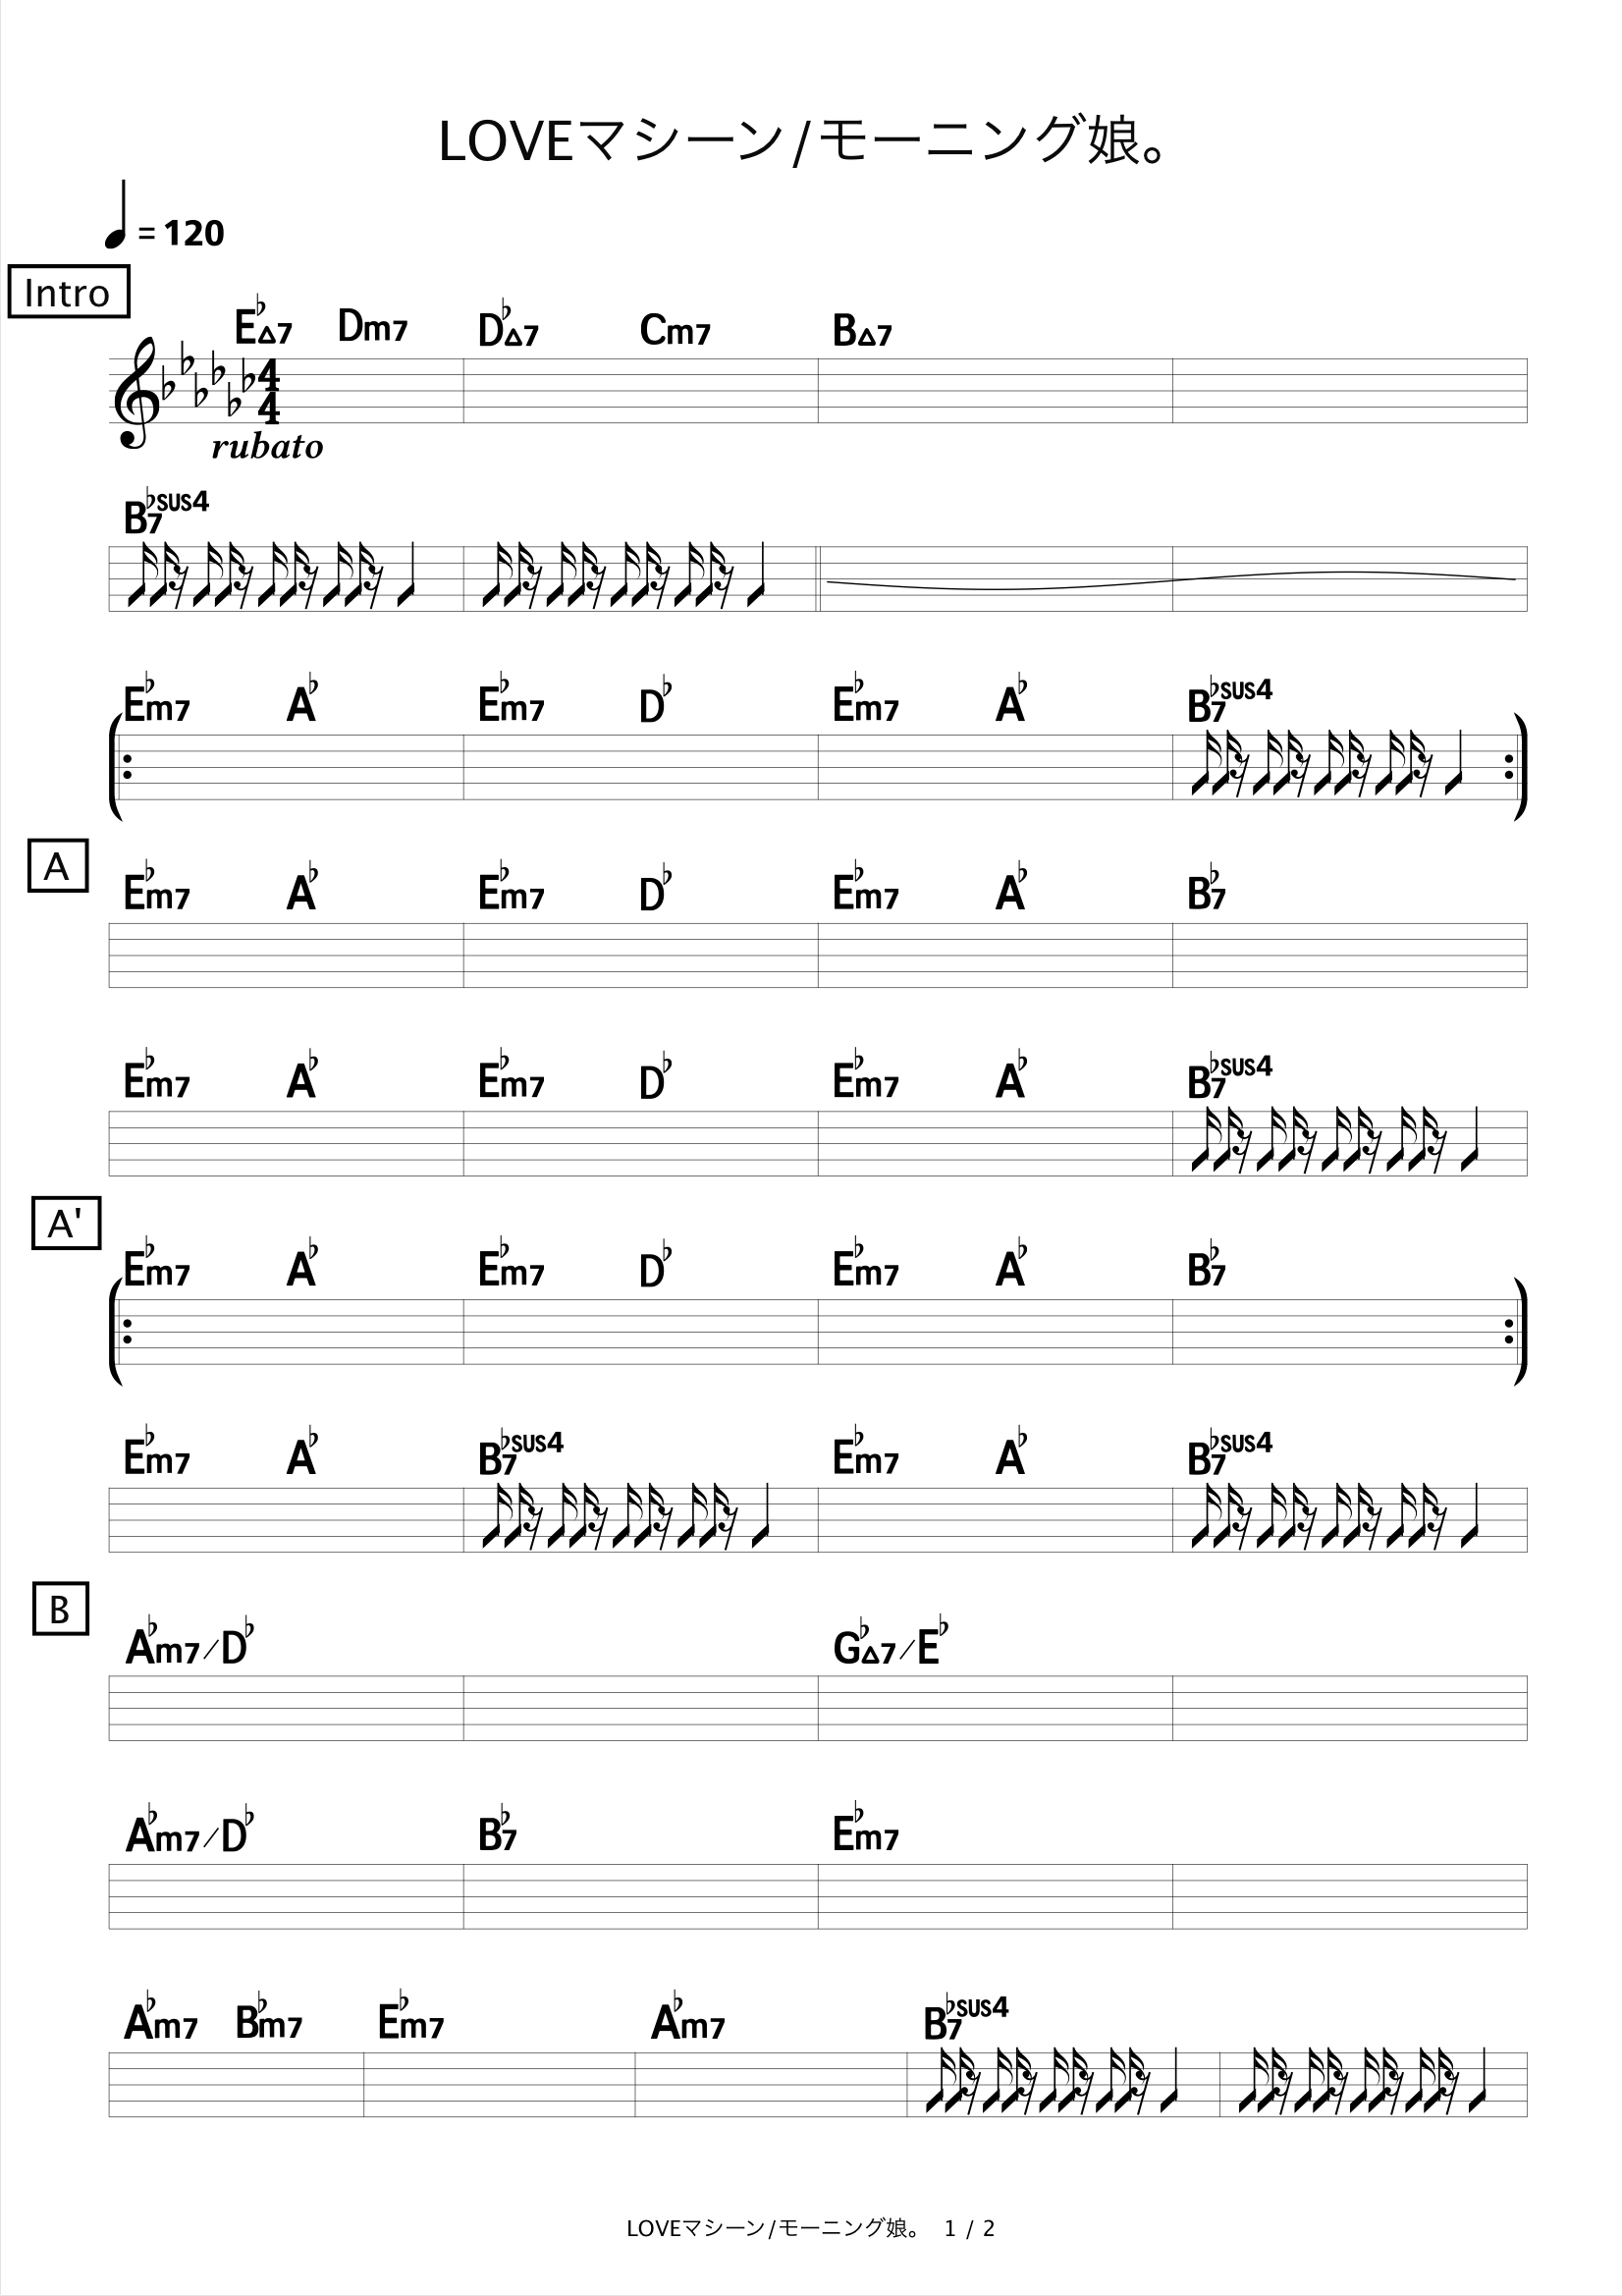 LOVEマシーン/モーニング娘。
= 120
Intro
E♭△7 Dm7 D♭△7 Cm7 B△7
4
4
rubato
B♭7sus4
E♭m7 A♭ E♭m7 D♭ E♭m7 A♭ B♭7sus4
A
E♭m7 A♭ E♭m7 D♭ E♭m7 A♭ B♭7
E♭m7 A♭ E♭m7 D♭ E♭m7 A♭ B♭7sus4
A'
E♭m7 A♭ E♭m7 D♭ E♭m7 A♭ B♭7
E♭m7 A♭ B♭7sus4 E♭m7 A♭ B♭7sus4
B
A♭m7/D♭ G♭△7/E♭
A♭m7/D♭ B♭7 E♭m7
A♭m7 B♭m7 E♭m7 A♭m7 B♭7sus4
LOVEマシーン/モーニング娘。 1 / 2